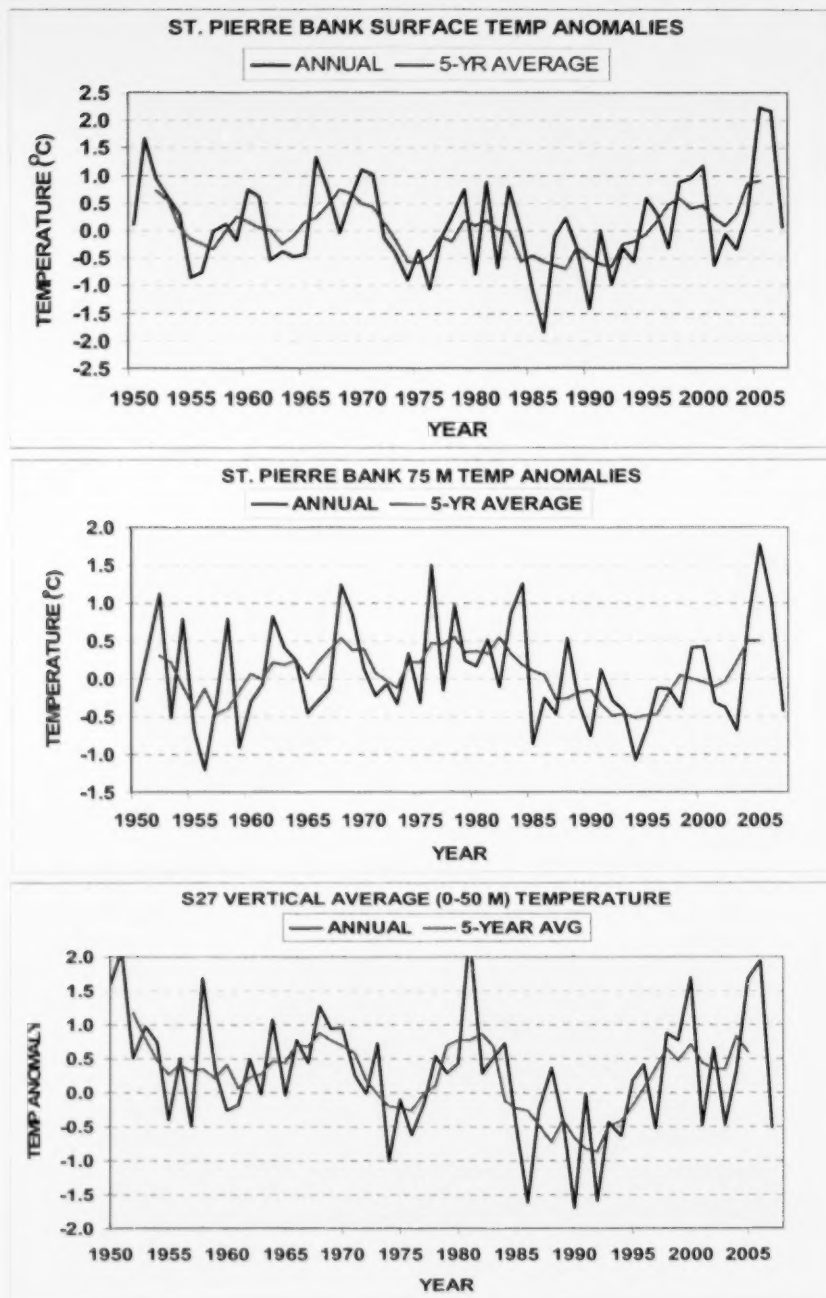 ST. PIERRE BANK SURFACE TEMP ANOMALIES
ANNUAL 5-YR AVERAGE
TEMPERATURE (⁰C)
2.5
2.0
1.5
1.0
0.5
0.0
-0.5
-1.0
-1.5
-2.0
-2.5
1950 1955 1960 1965 1970 1975 1980 1985 1990 1995 2000 2005
YEAR
ST. PIERRE BANK 75 M TEMP ANOMALIES
ANNUAL 5-YR AVERAGE
TEMPERATURE (⁰C)
2.0
1.5
1.0
0.5
0.0
-0.5
-1.0
-1.5
1950 1955 1960 1965 1970 1975 1980 1985 1990 1995 2000 2005
YEAR
S27 VERTICAL AVERAGE (0-50 M) TEMPERATURE
ANNUAL 5-YEAR AVG
TEMP ANOMALY
2.0
1.5
1.0
0.5
0.0
-0.5
-1.0
-1.5
-2.0
1950 1955 1960 1965 1970 1975 1980 1985 1990 1995 2000 2005
YEAR